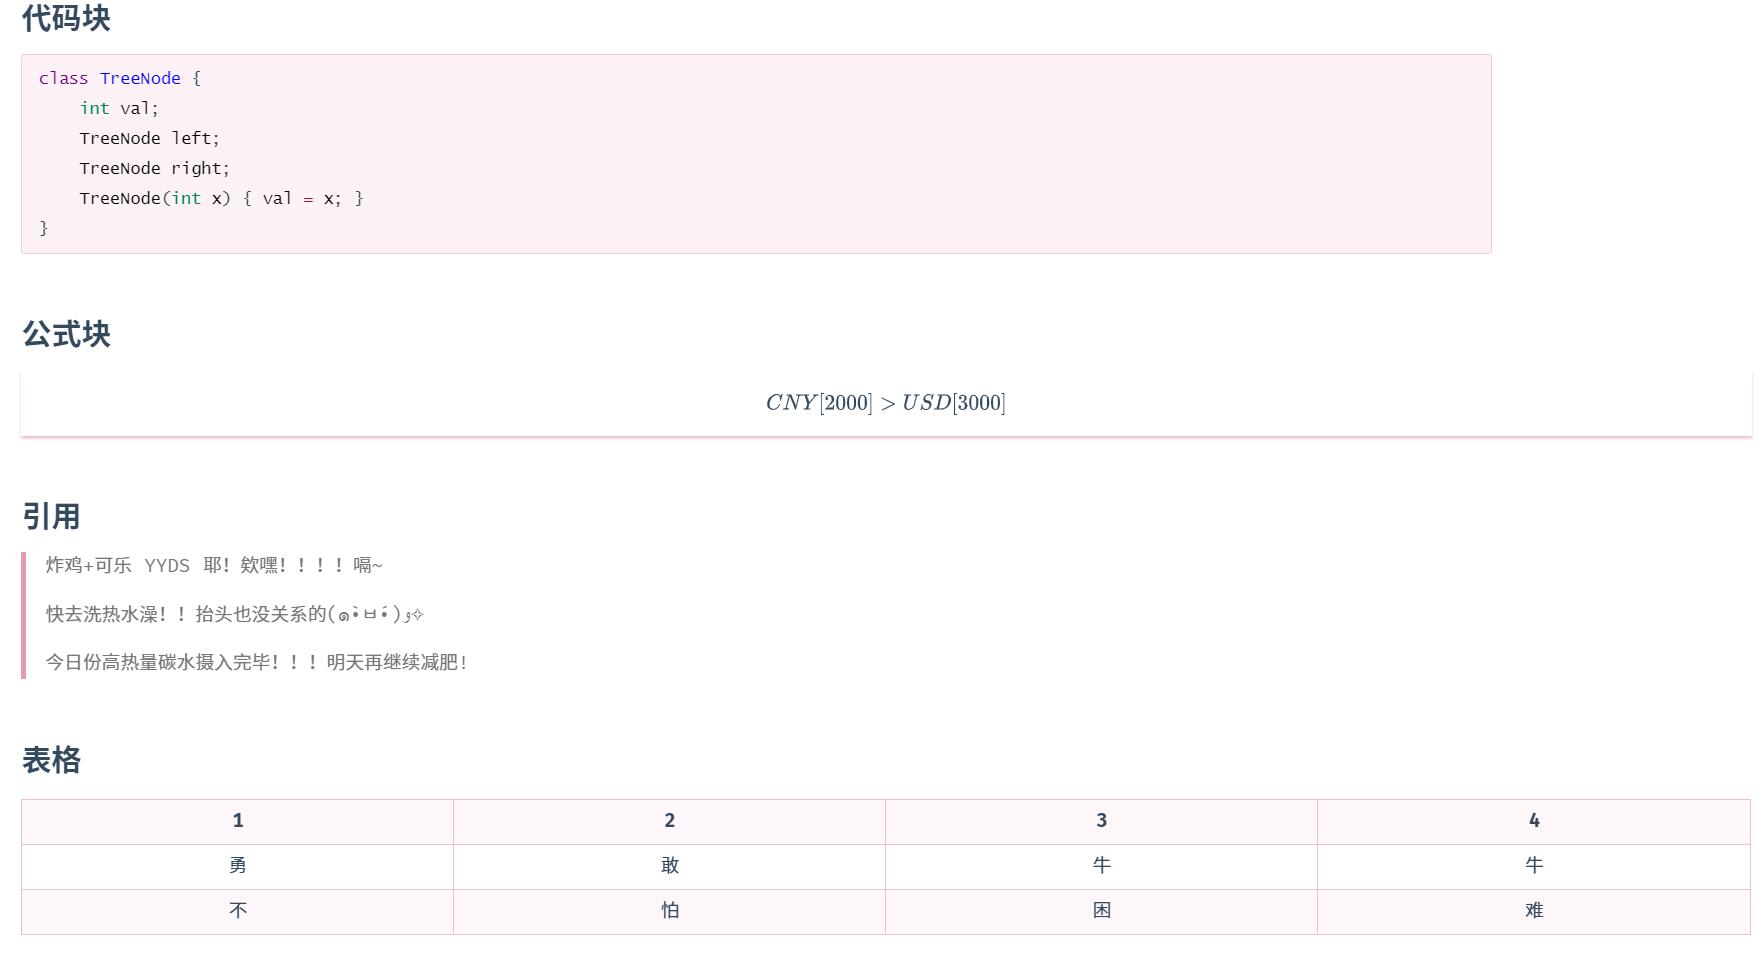 代码块
class TreeNode {
    int val;
    TreeNode left;
    TreeNode right;
    TreeNode(int x) { val = x; }
}
公式块
CNY[2000] > USD[3000]
引用
炸鸡+可乐 YYDS 耶！欸嘿！！！！嗝~
快去洗热水澡！！抬头也没关系的(๑•̀ㅂ•́)و✧
今日份高热量碳水摄入完毕！！！明天再继续减肥！
表格
1 2 3 4
勇 敢 牛 牛
不 怕 困 难